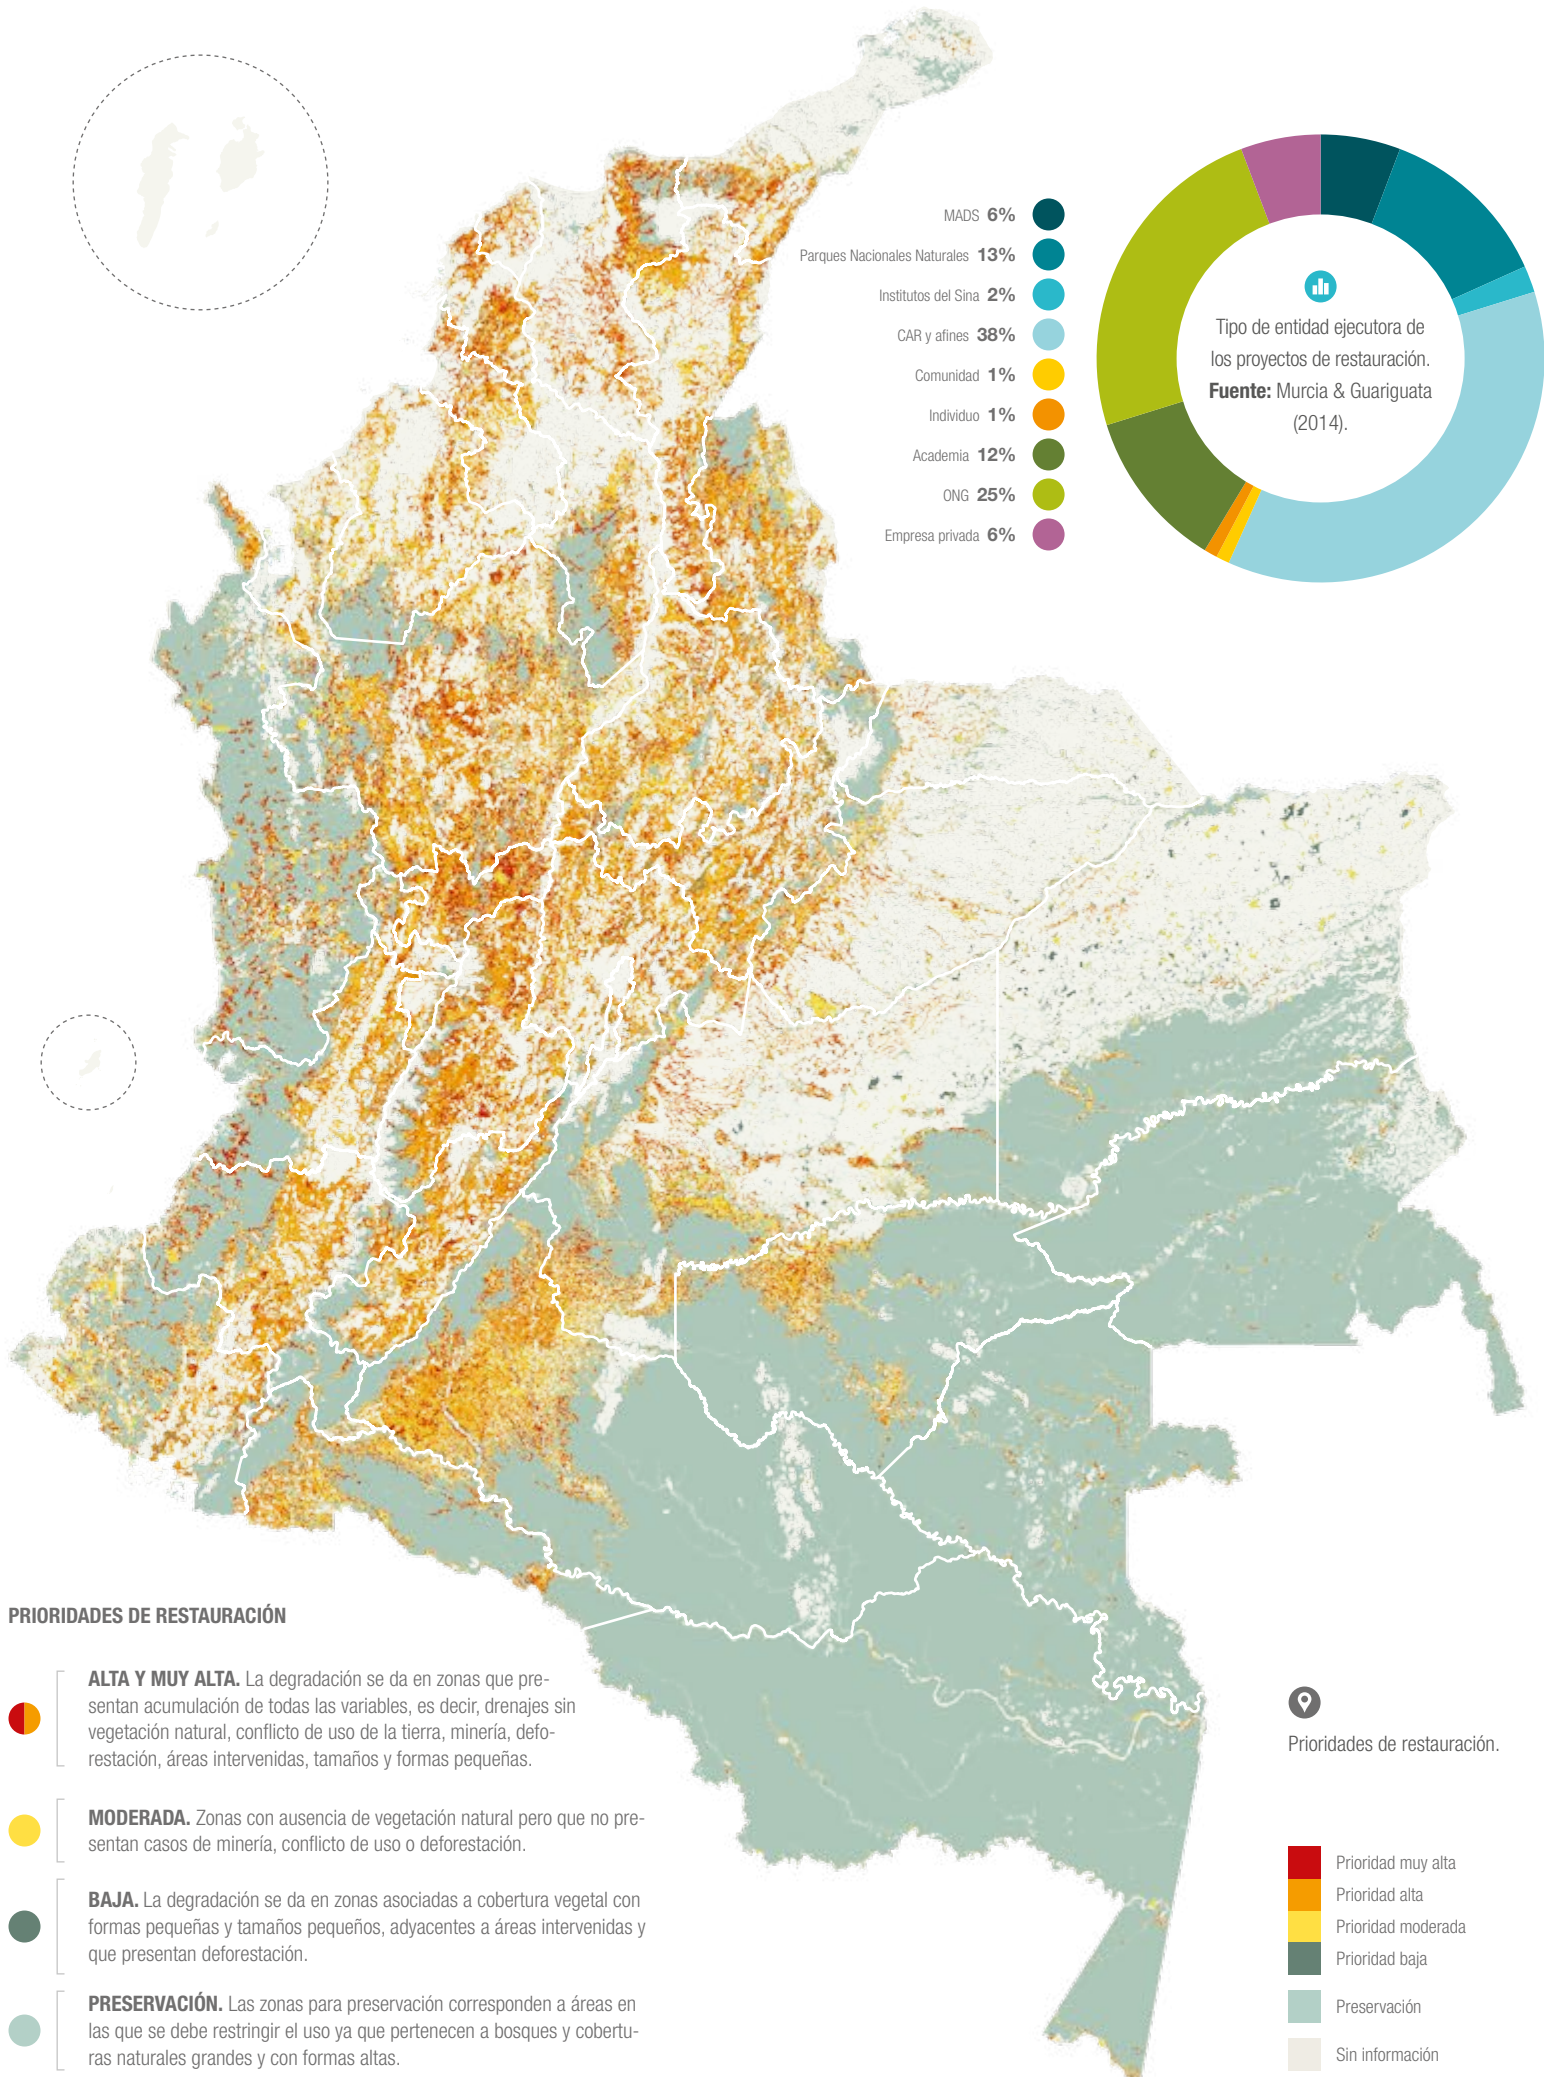 MADS 6%
Parques Nacionales Naturales 13%
Institutos del Sina 2%
CAR y afines 38%
Comunidad 1%
Individuo 1%
Academia 12%
ONG 25%
Empresa privada 6%
Tipo de entidad ejecutora de
los proyectos de restauración.
Fuente: Murcia & Guariguata
(2014).
PRIORIDADES DE RESTAURACIÓN
ALTA Y MUY ALTA. La degradación se da en zonas que pre-
sentan acumulación de todas las variables, es decir, drenajes sin
vegetación natural, conflicto de uso de la tierra, minería, defo-
restación, áreas intervenidas, tamaños y formas pequeñas.
MODERADA. Zonas con ausencia de vegetación natural pero que no pre-
sentan casos de minería, conflicto de uso o deforestación.
BAJA. La degradación se da en zonas asociadas a cobertura vegetal con
formas pequeñas y tamaños pequeños, adyacentes a áreas intervenidas y
que presentan deforestación.
PRESERVACIÓN. Las zonas para preservación corresponden a áreas en
las que se debe restringir el uso ya que pertenecen a bosques y cobertu-
ras naturales grandes y con formas altas.
Prioridades de restauración.
Prioridad muy alta
Prioridad alta
Prioridad moderada
Prioridad baja
Preservación
Sin información